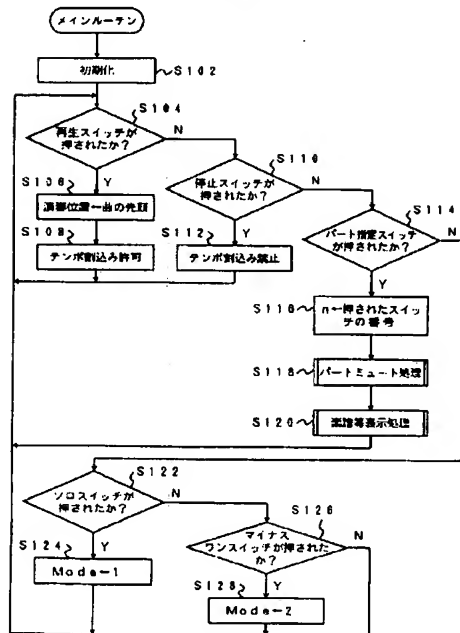 メインルーテン
初期化
S102
S104
再生スイッチが
押されたか?
N
Y
S106
演奏位置←曲の先頭
S108
テンポ割込み許可
S110
停止スイッチが
押されたか?
N
Y
S112
テンポ割込み禁止
S114
パート指定スイッチ
が押されたか?
N
Y
S116
n←押されたスイッ
チの番号
S118
パートミュート処理
S120
楽譜等表示処理
S122
ソロスイッチが
押されたか?
N
Y
S124
Mode←1
S126
マイナス
ワンスイッチが押された
か?
N
Y
S128
Mode←2